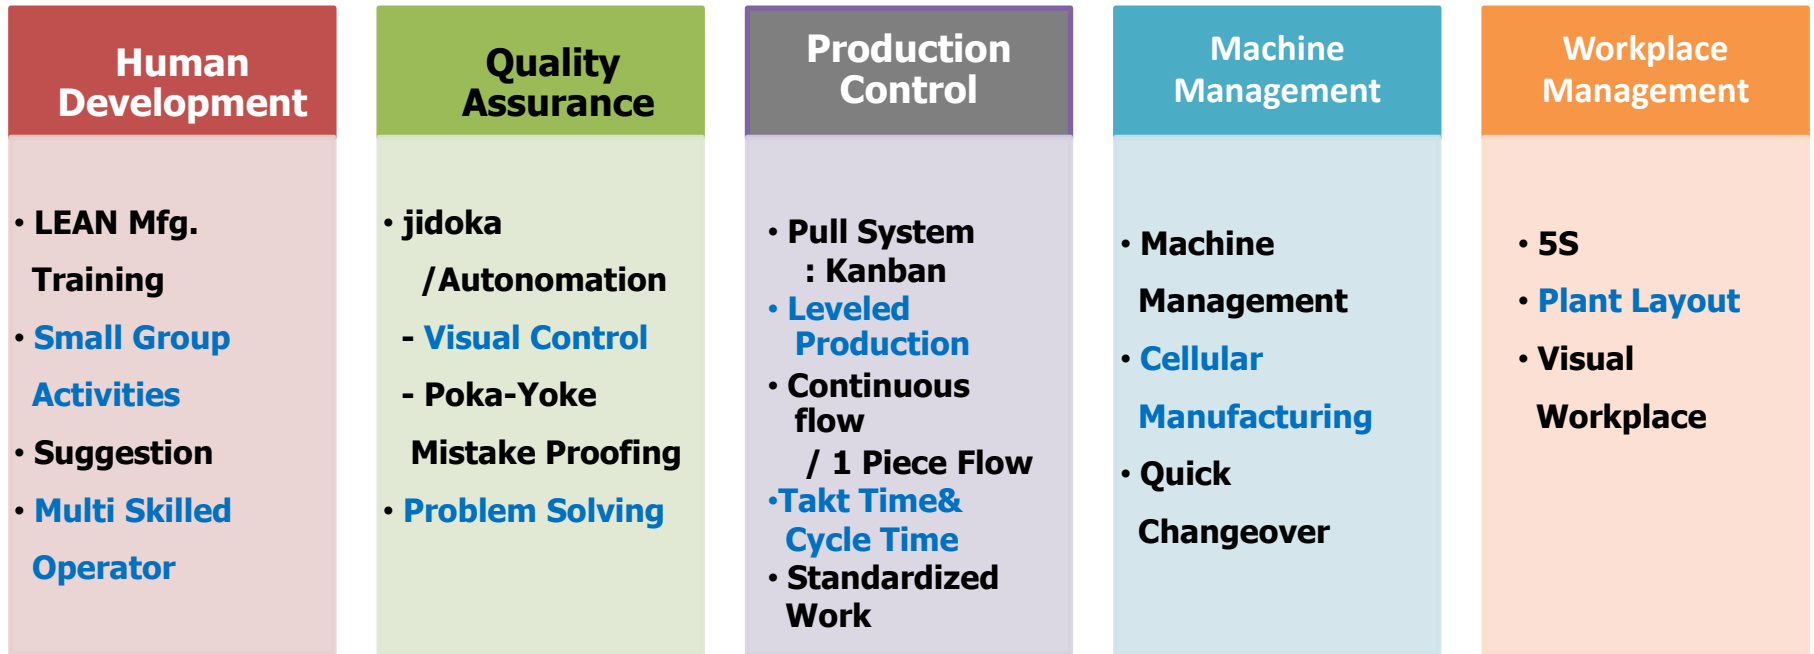 Human
Development
• LEAN Mfg.
Training
• Small Group
Activities
• Suggestion
• Multi Skilled
Operator
Quality
Assurance
• jidoka
/Autonomation
- Visual Control
- Poka-Yoke
Mistake Proofing
• Problem Solving
Production
Control
• Pull System
: Kanban
• Leveled
Production
• Continuous
flow
/ 1 Piece Flow
•Takt Time&
Cycle Time
• Standardized
Work
Machine
Management
• Machine
Management
• Cellular
Manufacturing
• Quick
Changeover
Workplace
Management
• 5S
• Plant Layout
• Visual
Workplace